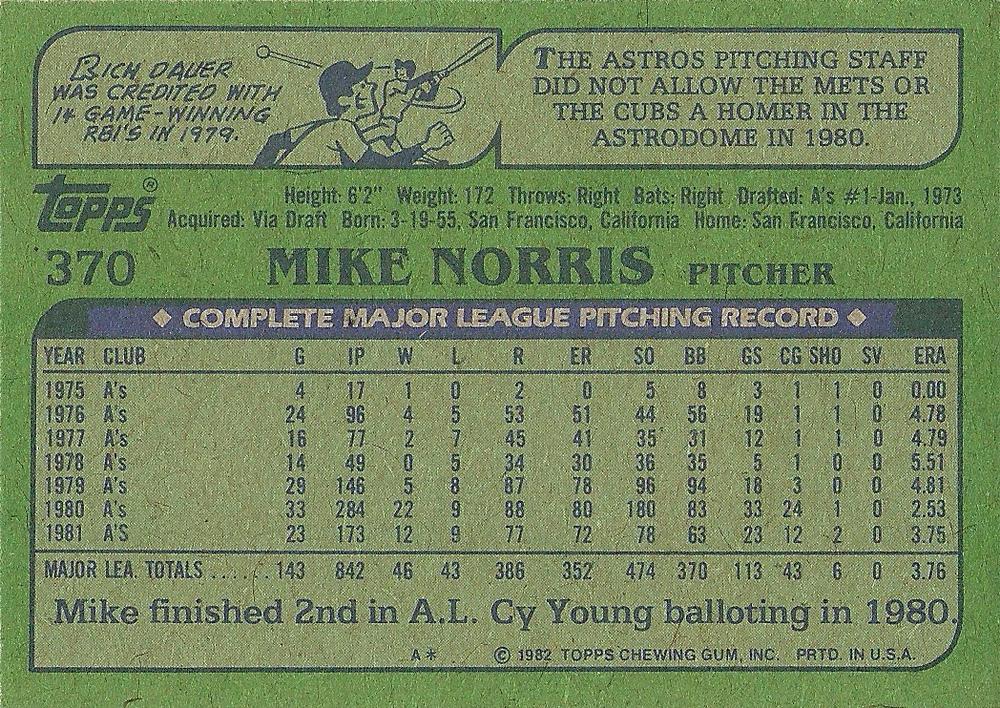 RICH DAUER
WAS CREDITED WITH
14 GAME-WINNING
RBI'S IN 1979.
THE ASTROS PITCHING STAFF
DID NOT ALLOW THE METS OR
THE CUBS A HOMER IN THE
ASTRODOME IN 1980.
Topps®
Height: 6'2" Weight: 172 Throws: Right Bats: Right Drafted: A's #1-Jan., 1973
Acquired: Via Draft Born: 3-19-55, San Francisco, California Home: San Francisco, California
370 MIKE NORRIS PITCHER
◆ COMPLETE MAJOR LEAGUE PITCHING RECORD ◆
YEAR CLUB G IP W L R ER SO BB GS CG SHO SV ERA
1975 A's 4 17 1 0 2 0 5 8 3 1 1 0 0.00
1976 A's 24 96 4 5 53 51 44 56 19 1 1 0 4.78
1977 A's 16 77 2 7 45 41 35 31 12 1 1 0 4.79
1978 A's 14 49 0 5 34 30 36 35 5 1 0 0 5.51
1979 A's 29 146 5 8 87 78 96 94 18 3 0 0 4.81
1980 A's 33 284 22 9 88 80 180 83 33 24 1 0 2.53
1981 A'S 23 173 12 9 77 72 78 63 23 12 2 0 3.75
MAJOR LEA. TOTALS ...... 143 842 46 43 386 352 474 370 113 43 6 0 3.76
Mike finished 2nd in A.L. Cy Young balloting in 1980.
A* © 1982 TOPPS CHEWING GUM, INC. PRTD. IN U.S.A.